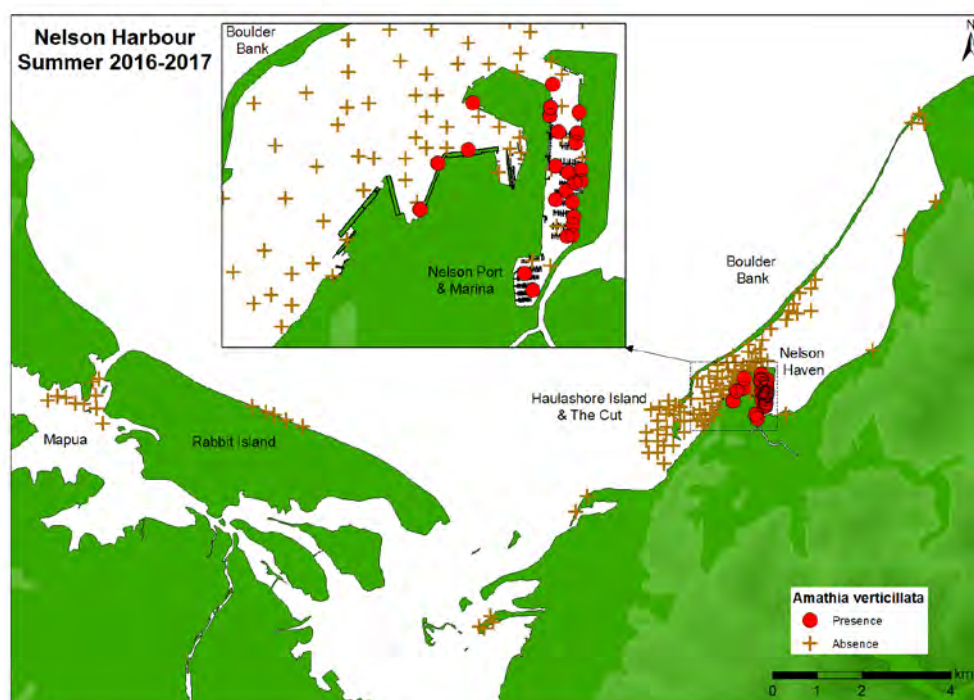 Nelson Harbour
Summer 2016-2017
Boulder
Bank
N
Nelson Port
& Marina
Boulder
Bank
Nelson
Haven
Haulashore Island
& The Cut
Mapua
Rabbit Island
Amathia verticillata
Presence
Absence
0 1 2 4
km